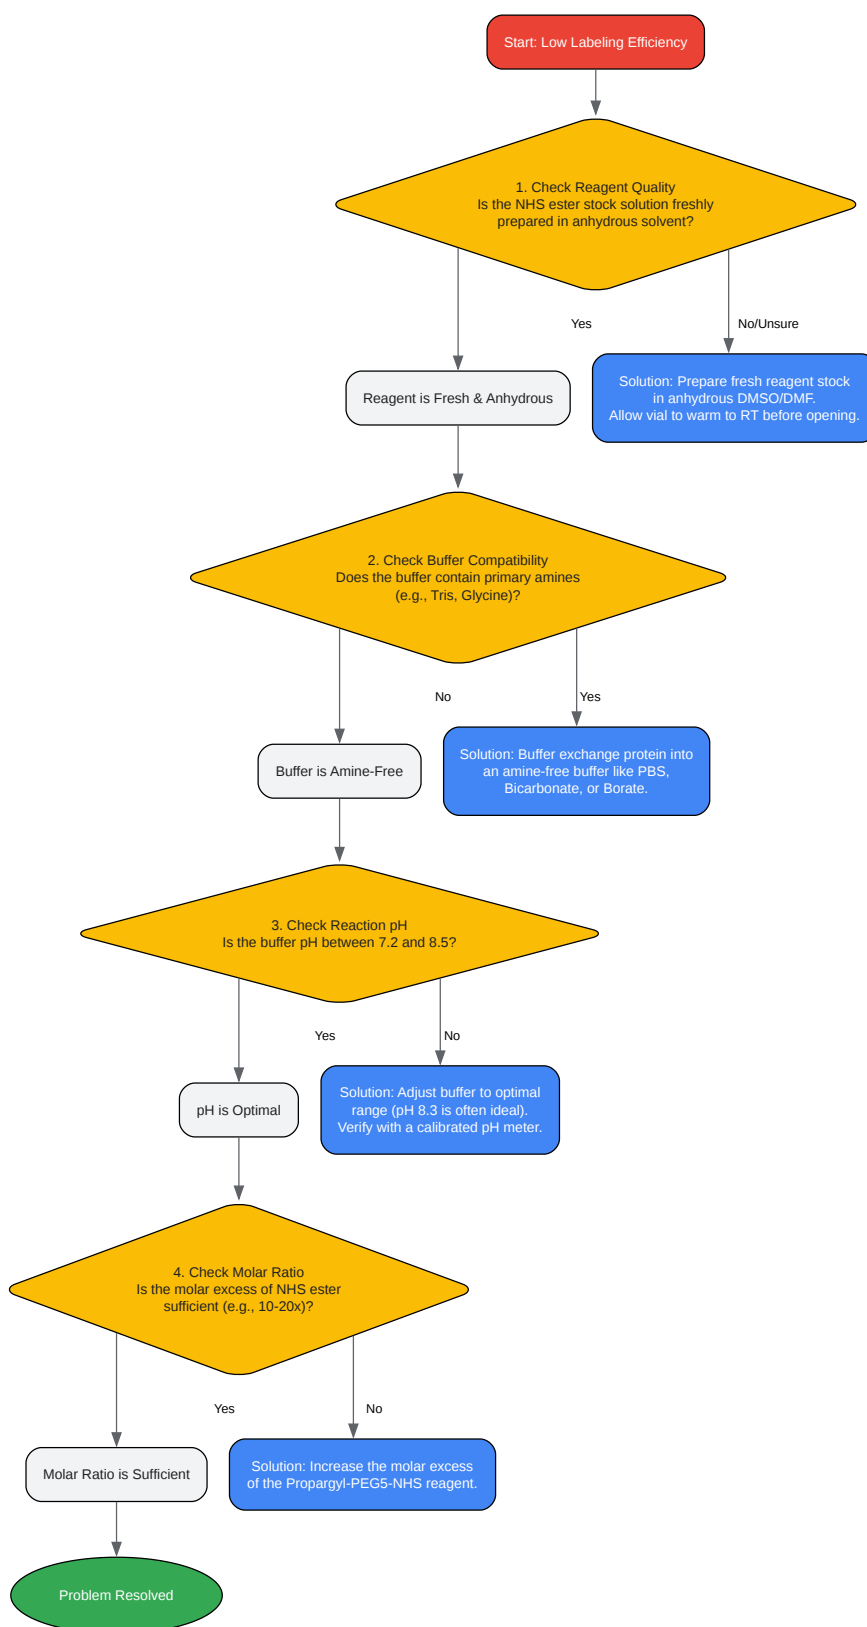 Start: Low Labeling Efficiency
1. Check Reagent Quality
Is the NHS ester stock solution freshly
prepared in anhydrous solvent?
Yes
No/Unsure
Reagent is Fresh & Anhydrous
Solution: Prepare fresh reagent stock
in anhydrous DMSO/DMF.
Allow vial to warm to RT before opening.
2. Check Buffer Compatibility
Does the buffer contain primary amines
(e.g., Tris, Glycine)?
No
Yes
Buffer is Amine-Free
Solution: Buffer exchange protein into
an amine-free buffer like PBS,
Bicarbonate, or Borate.
3. Check Reaction pH
Is the buffer pH between 7.2 and 8.5?
Yes
No
pH is Optimal
Solution: Adjust buffer to optimal
range (pH 8.3 is often ideal).
Verify with a calibrated pH meter.
4. Check Molar Ratio
Is the molar excess of NHS ester
sufficient (e.g., 10-20x)?
Yes
No
Molar Ratio is Sufficient
Solution: Increase the molar excess
of the Propargyl-PEG5-NHS reagent.
Problem Resolved